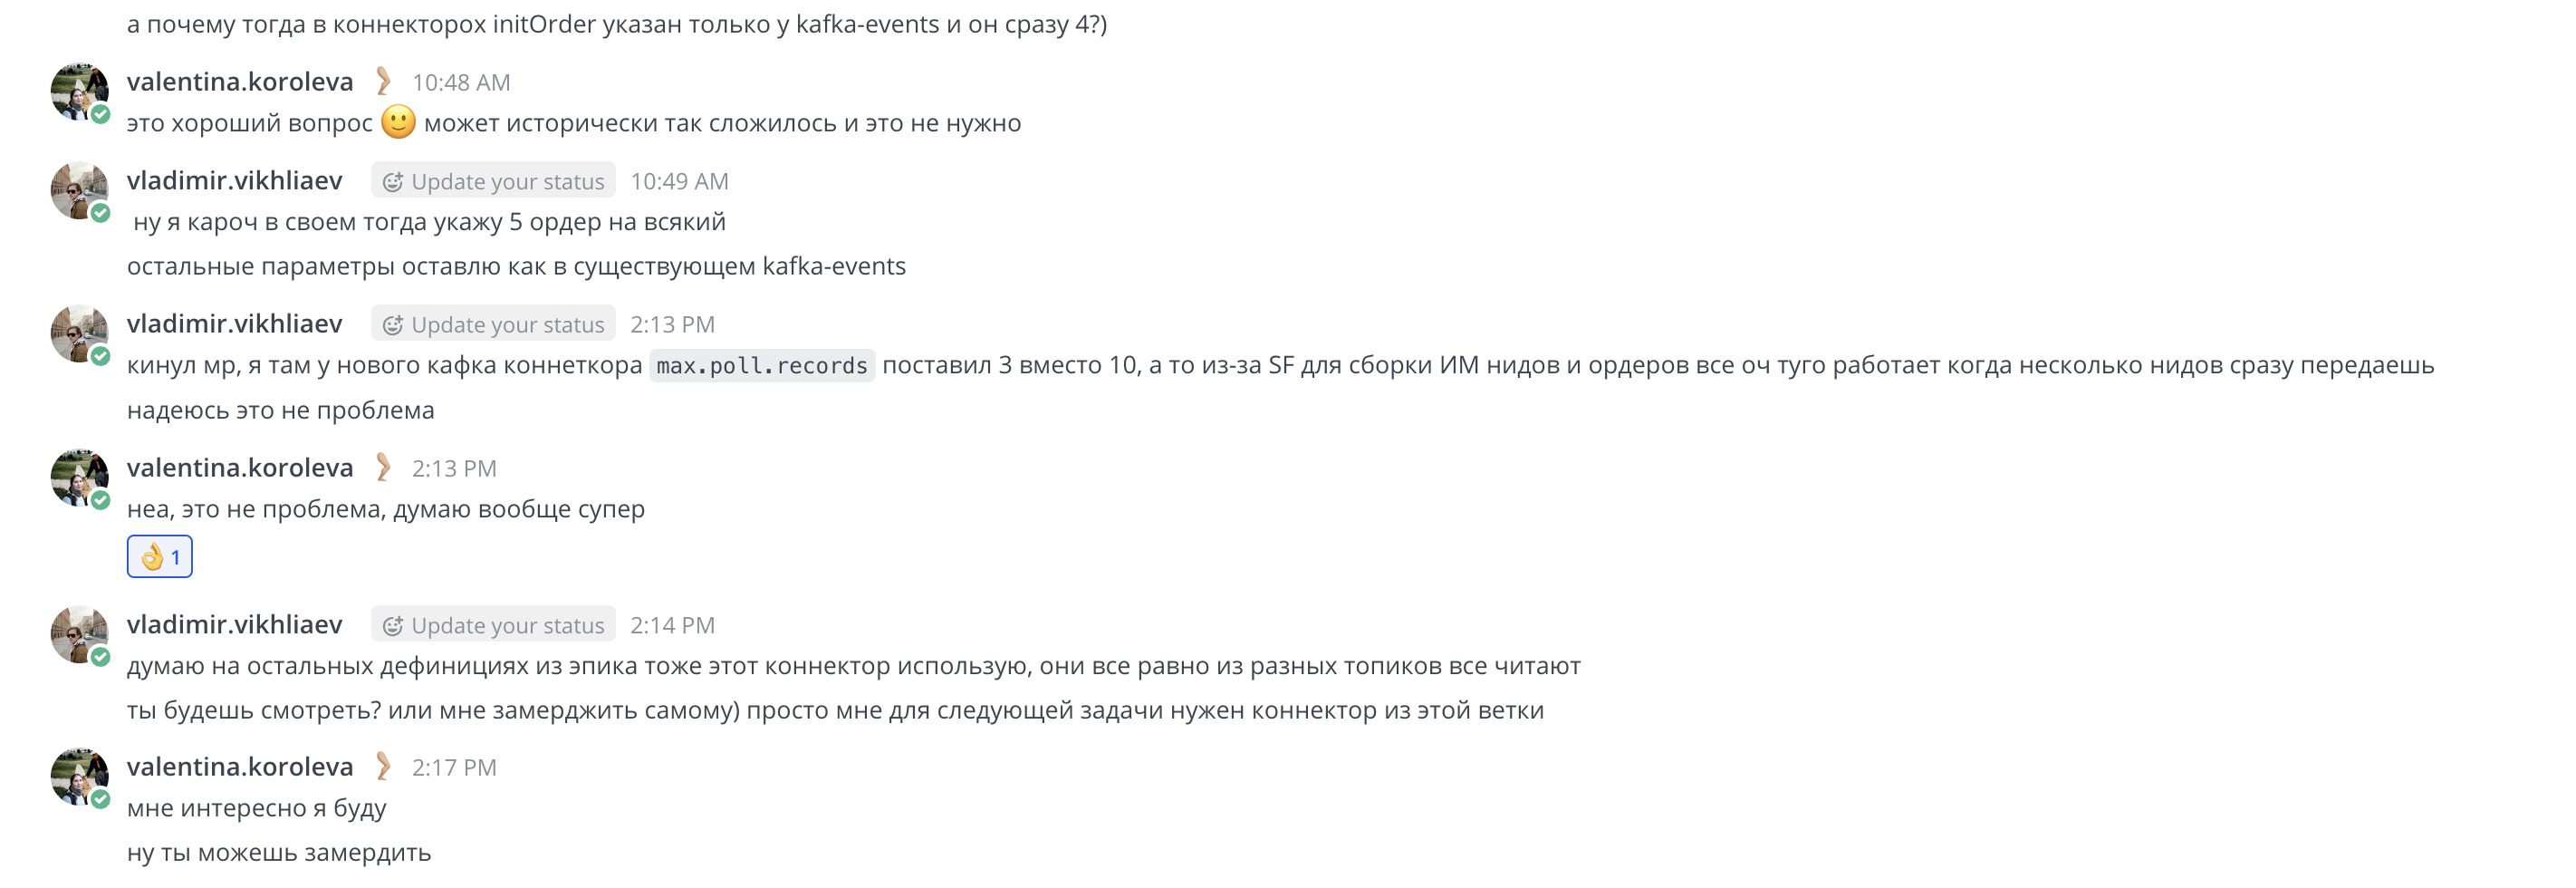 а почему тогда в коннекторох initOrder указан только у kafka-events и он сразу 4?)
valentina.koroleva 10:48 AM
это хороший вопрос 🙂 может исторически так сложилось и это не нужно
vladimir.vikhliaev Update your status 10:49 AM
ну я кароч в своем тогда укажу 5 ордер на всякий
остальные параметры оставлю как в существующем kafka-events
vladimir.vikhliaev Update your status 2:13 PM
кинул мр, я там у нового кафка коннеткора max.poll.records поставил 3 вместо 10, а то из-за SF для сборки ИМ нидов и ордеров все оч туго работает когда несколько нидов сразу передаешь
надеюсь это не проблема
valentina.koroleva 2:13 PM
неа, это не проблема, думаю вообще супер
👌 1
vladimir.vikhliaev Update your status 2:14 PM
думаю на остальных дефинициях из эпика тоже этот коннектор использую, они все равно из разных топиков все читают
ты будешь смотреть? или мне замерджить самому) просто мне для следующей задачи нужен коннектор из этой ветки
valentina.koroleva 2:17 PM
мне интересно я буду
ну ты можешь замердить